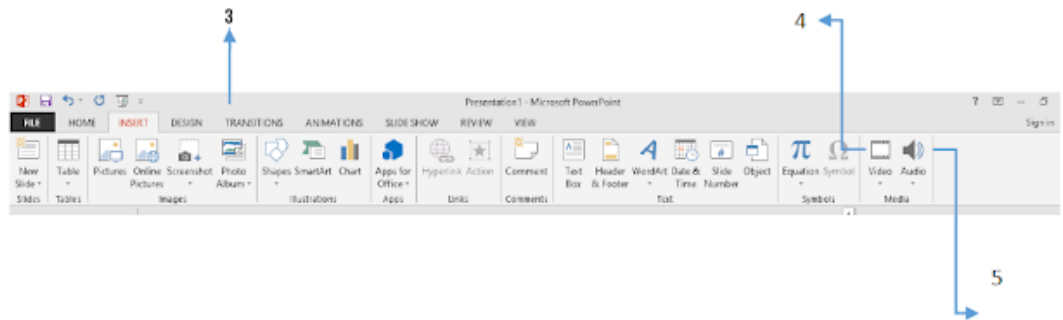 3
4
Presentation1 - Microsoft PowerPoint
?
FILE HOME INSERT DESIGN TRANSITIONS ANIMATIONS SLIDE SHOW REVIEW VIEW Sign in
New Table Pictures Online Screenshot Photo Shapes SmartArt Chart Apps for Hyperlink Action Comment Text Header WordArt Date & Slide Object Equation Symbol Video Audio
Slide Pictures Album Office Box & Footer Time Number
Slides Tables Images Illustrations Apps Links Comments Text Symbols Media
5